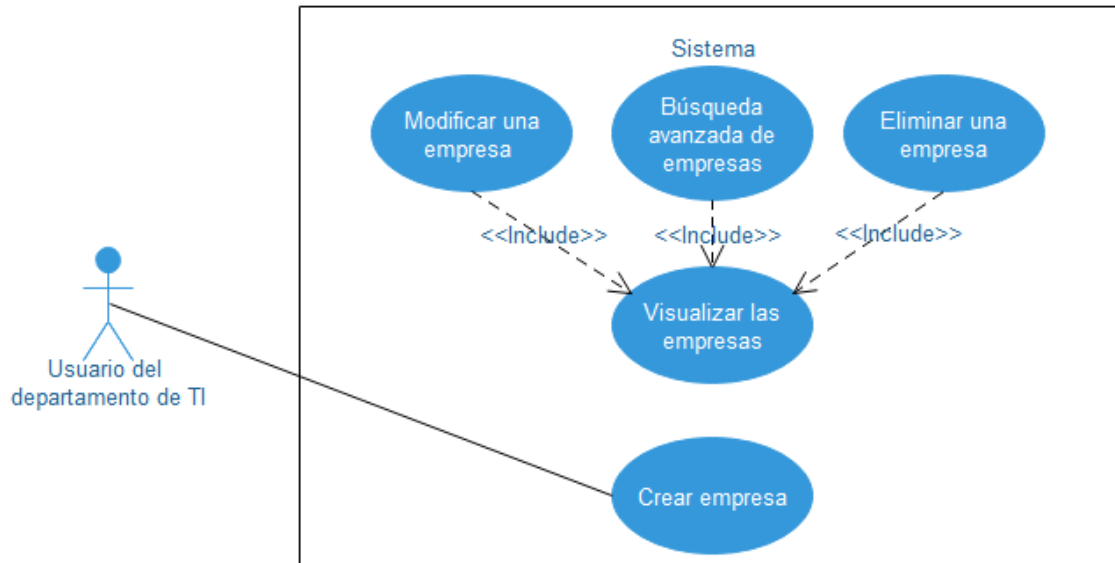 Sistema
Modificar una
empresa
Búsqueda
avanzada de
empresas
Eliminar una
empresa
<<Include>>
<<Include>>
<<Include>>
Visualizar las
empresas
Usuario del
departamento de TI
Crear empresa